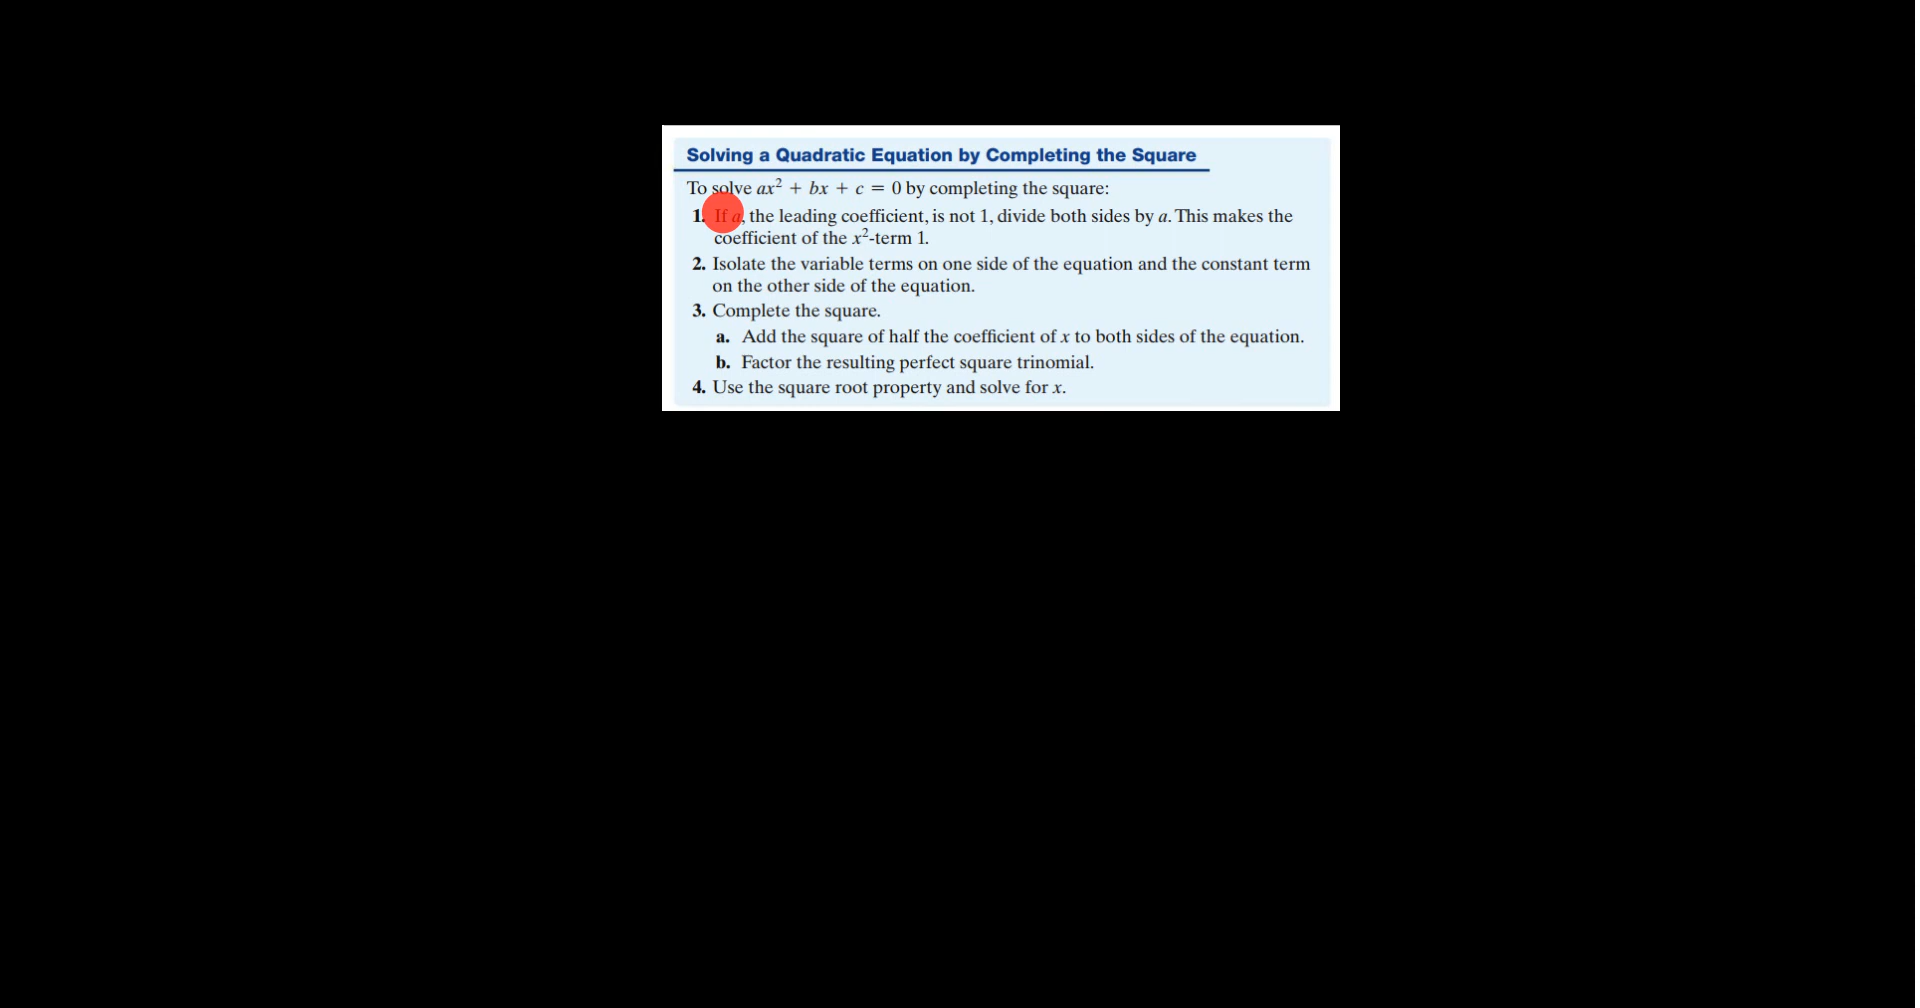 Solving a Quadratic Equation by Completing the Square
To solve ax² + bx + c = 0 by completing the square:
1. If a, the leading coefficient, is not 1, divide both sides by a. This makes the
coefficient of the x²-term 1.
2. Isolate the variable terms on one side of the equation and the constant term
on the other side of the equation.
3. Complete the square.
a. Add the square of half the coefficient of x to both sides of the equation.
b. Factor the resulting perfect square trinomial.
4. Use the square root property and solve for x.